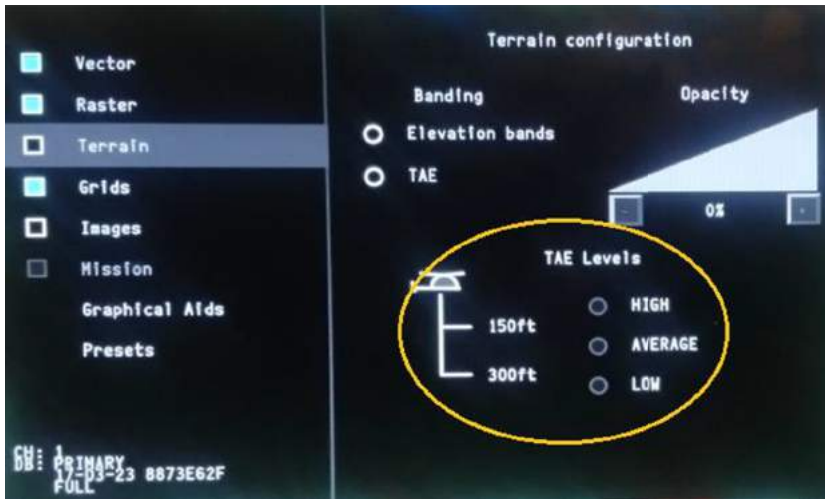 Vector
Raster
Terrain
Grids
Images
Mission
Graphical Aids
Presets
CH: 1
DB: PRIMARY
17-03-23 8873E62F
FULL
Terrain configuration
Banding
Elevation bands
TAE
Opacity
- 0% +
TAE Levels
150ft
300ft
HIGH
AVERAGE
LOW